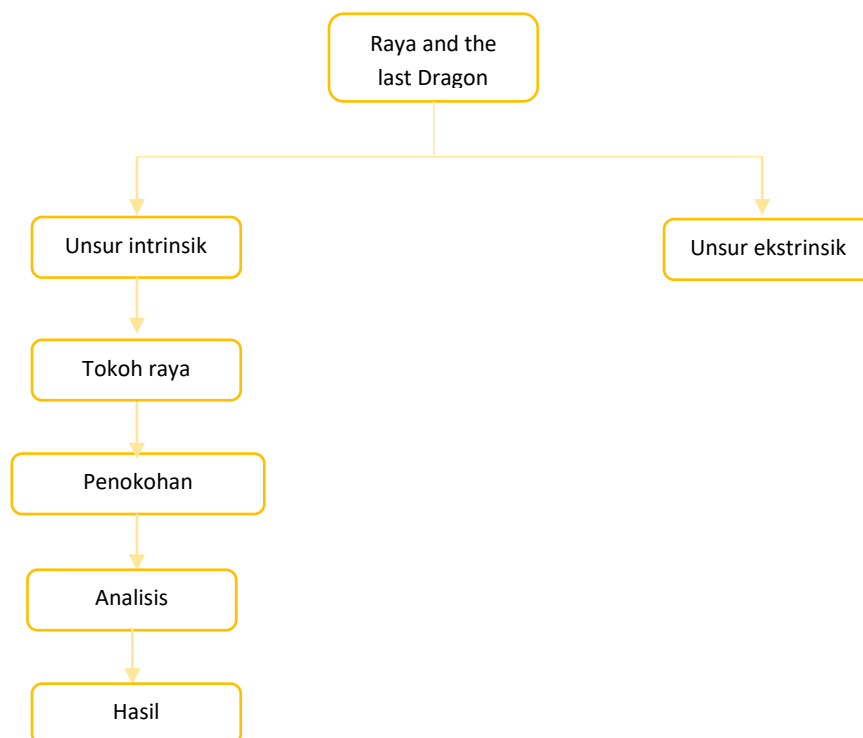 Raya and the
last Dragon
Unsur intrinsik
Unsur ekstrinsik
Tokoh raya
Penokohan
Analisis
Hasil